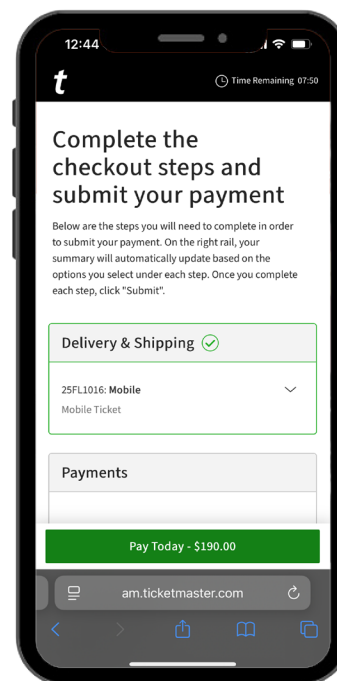 12:44
t
Time Remaining 07:50
Complete the
checkout steps and
submit your payment
Below are the steps you will need to complete in order
to submit your payment. On the right rail, your
summary will automatically update based on the
options you select under each step. Once you complete
each step, click "Submit".
Delivery & Shipping
25FL1016: Mobile
Mobile Ticket
Payments
Pay Today - $190.00
am.ticketmaster.com